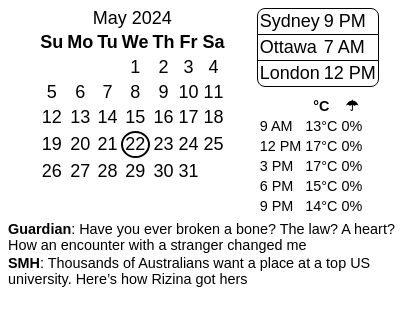 May 2024
Su Mo Tu We Th Fr Sa
1 2 3 4
5 6 7 8 9 10 11
12 13 14 15 16 17 18
19 20 21 22 23 24 25
26 27 28 29 30 31
Sydney 9 PM
Ottawa 7 AM
London 12 PM
°C ☂
9 AM 13°C 0%
12 PM 17°C 0%
3 PM 17°C 0%
6 PM 15°C 0%
9 PM 14°C 0%
Guardian: Have you ever broken a bone? The law? A heart?
How an encounter with a stranger changed me
SMH: Thousands of Australians want a place at a top US
university. Here’s how Rizina got hers